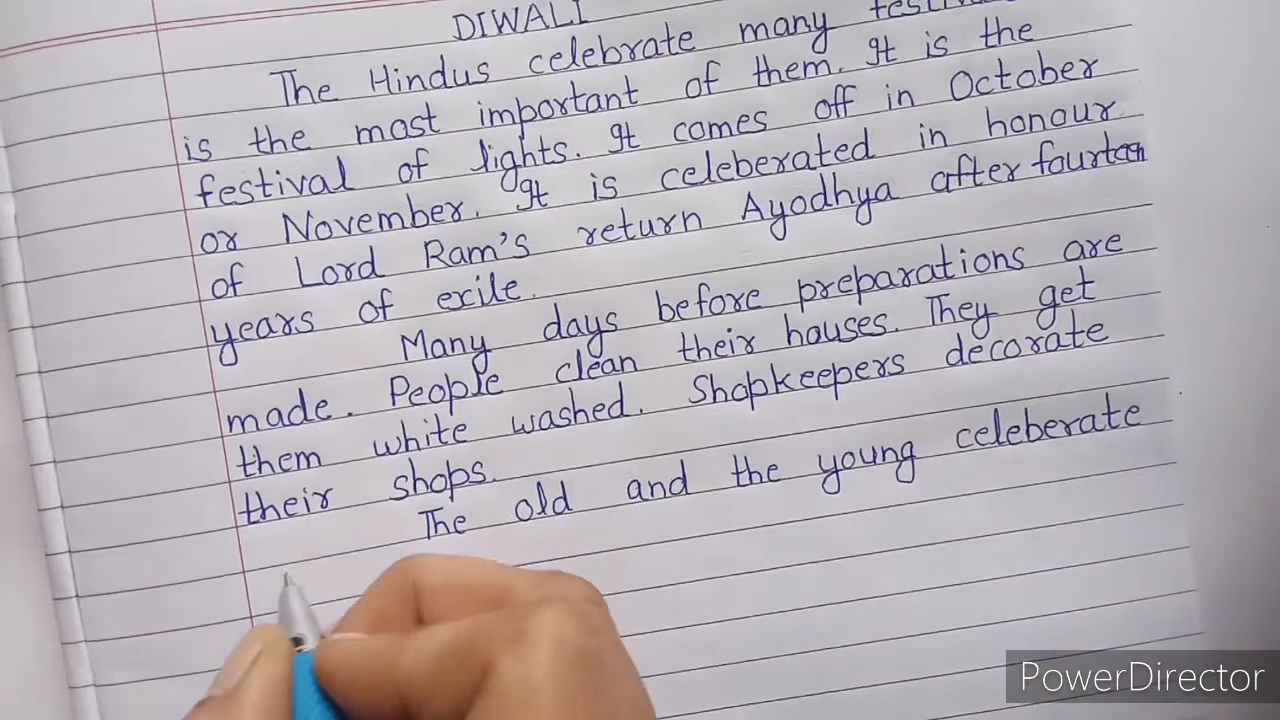 DIWALI
The Hindus celebrate many
is the most important of them. It is the
festival of lights. It comes off in October
or November. It is celeberated in honour
of Lord Ram's return Ayodhya after fourteen
years of exile.
Many days before preparations are
made. People clean their houses. They get
them white washed. Shopkeepers decorate
their shops.
The old and the young celeberate
PowerDirector